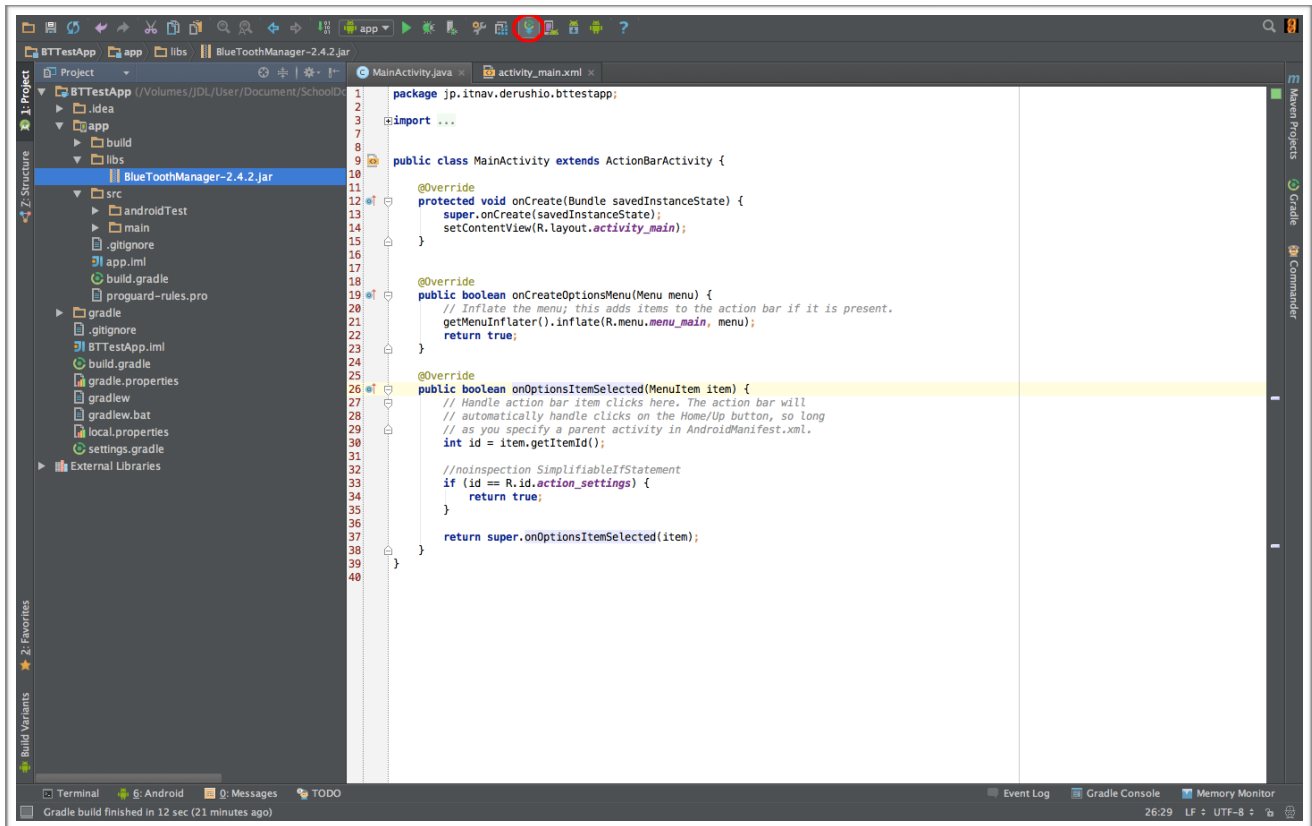 app
BTTestApp app libs BlueToothManager-2.4.2.jar
1: Project
Z: Structure
2: Favorites
Build Variants
Project
BTTestApp (/Volumes/JDL/User/Document/SchoolDo
.idea
app
build
libs
BlueToothManager-2.4.2.jar
src
androidTest
main
.gitignore
app.iml
build.gradle
proguard-rules.pro
gradle
.gitignore
BTTestApp.iml
build.gradle
gradle.properties
gradlew
gradlew.bat
local.properties
settings.gradle
External Libraries
MainActivity.java activity_main.xml
1 package jp.itnav.derushio.bttestapp;
2
3 import ...
7
8
9 public class MainActivity extends ActionBarActivity {
10
11 @Override
12 protected void onCreate(Bundle savedInstanceState) {
13 super.onCreate(savedInstanceState);
14 setContentView(R.layout.activity_main);
15 }
16
17
18 @Override
19 public boolean onCreateOptionsMenu(Menu menu) {
20 // Inflate the menu; this adds items to the action bar if it is present.
21 getMenuInflater().inflate(R.menu.menu_main, menu);
22 return true;
23 }
24
25 @Override
26 public boolean onOptionsItemSelected(MenuItem item) {
27 // Handle action bar item clicks here. The action bar will
28 // automatically handle clicks on the Home/Up button, so long
29 // as you specify a parent activity in AndroidManifest.xml.
30 int id = item.getItemId();
31
32 //noinspection SimplifiableIfStatement
33 if (id == R.id.action_settings) {
34 return true;
35 }
36
37 return super.onOptionsItemSelected(item);
38 }
39 }
40
Maven Projects
Gradle
Commander
Terminal 6: Android 0: Messages TODO Event Log Gradle Console Memory Monitor
Gradle build finished in 12 sec (21 minutes ago) 26:29 LF UTF-8